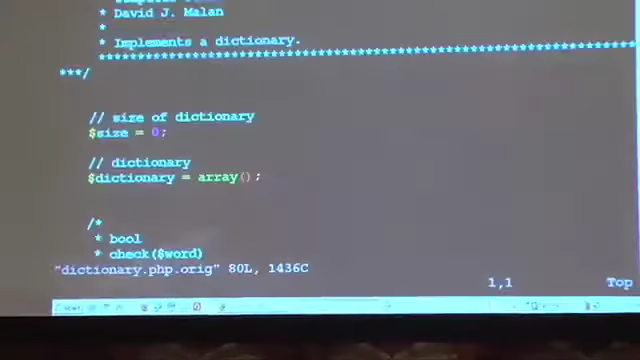 * David J. Malan
*
* Implements a dictionary.
***/
// size of dictionary
$size = 0;
// dictionary
$dictionary = array();
/*
* bool
* check($word)
"dictionary.php.orig" 80L, 1436C
1,1
Top